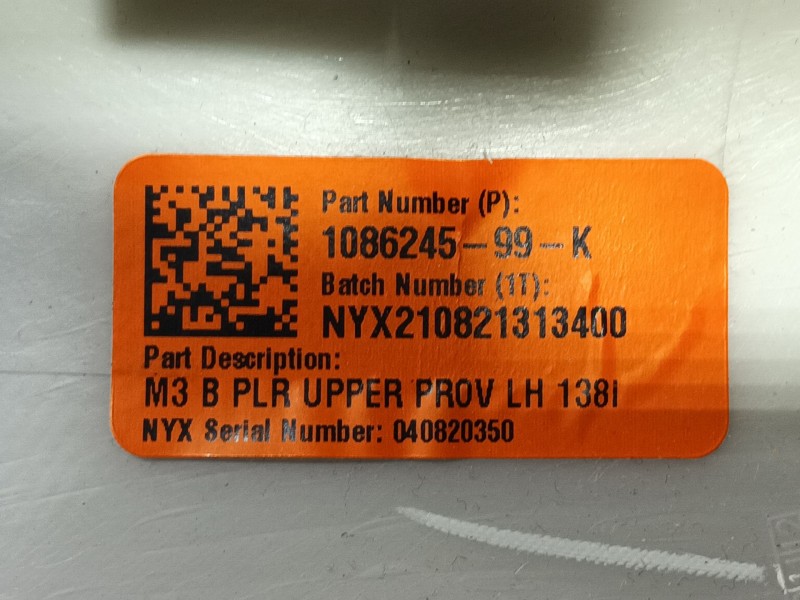 Part Number (P):
1086245-99-K
Batch Number (1T):
NYX210821313400
Part Description:
M3 B PLR UPPER PROV LH 138I
NYX Serial Number: 040820350